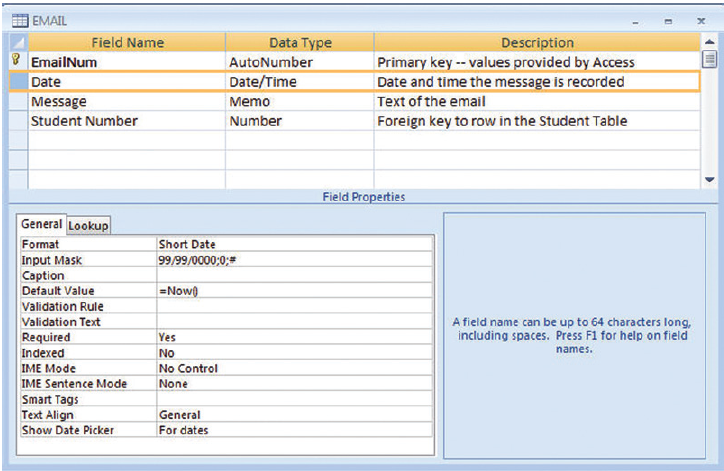 EMAIL
Field Name Data Type Description
EmailNum AutoNumber Primary key -- values provided by Access
Date Date/Time Date and time the message is recorded
Message Memo Text of the email
Student Number Number Foreign key to row in the Student Table
Field Properties
General Lookup
Format Short Date
Input Mask 99/99/0000;0;#
Caption
Default Value =Now()
Validation Rule
Validation Text
Required Yes
Indexed No
IME Mode No Control
IME Sentence Mode None
Smart Tags
Text Align General
Show Date Picker For dates
A field name can be up to 64 characters long,
including spaces. Press F1 for help on field
names.